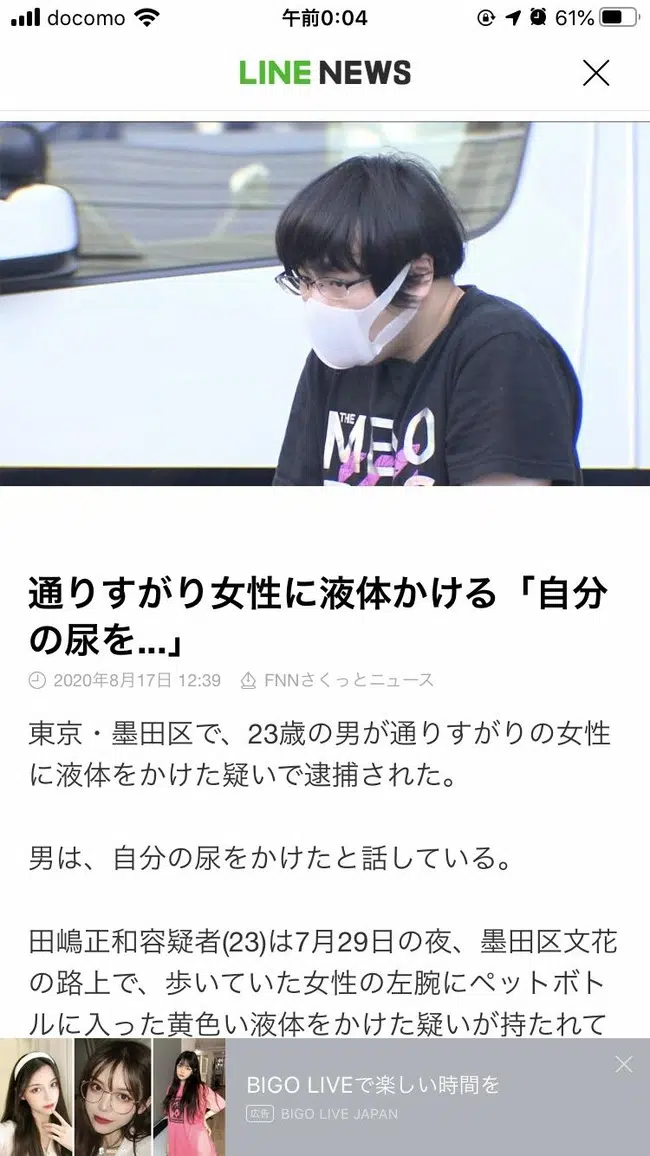 docomo 午前0:04 61%
LINE NEWS
THE
通りすがり女性に液体かける「自分
の尿を...」
2020年8月17日 12:39 FNNさくっとニュース
東京・墨田区で、23歳の男が通りすがりの女性
に液体をかけた疑いで逮捕された。
男は、自分の尿をかけたと話している。
田嶋正和容疑者(23)は7月29日の夜、墨田区文花
の路上で、歩いていた女性の左腕にペットボト
ルに入った黄色い液体をかけた疑いが持たれて
BIGO LIVEで楽しい時間を
広告 BIGO LIVE JAPAN